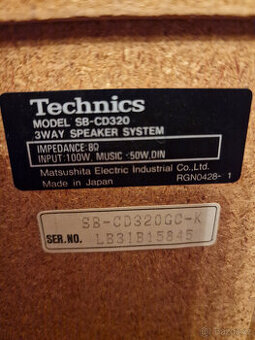 Technics
MODEL SB-CD320
3WAY SPEAKER SYSTEM
IMPEDANCE:8Ω
INPUT:100W, MUSIC・50W,DIN
Matsushita Electric Industrial Co., Ltd.
Made in Japan RGN0428-1
SB-CD320GC-K
SER.NO. LB31B15845